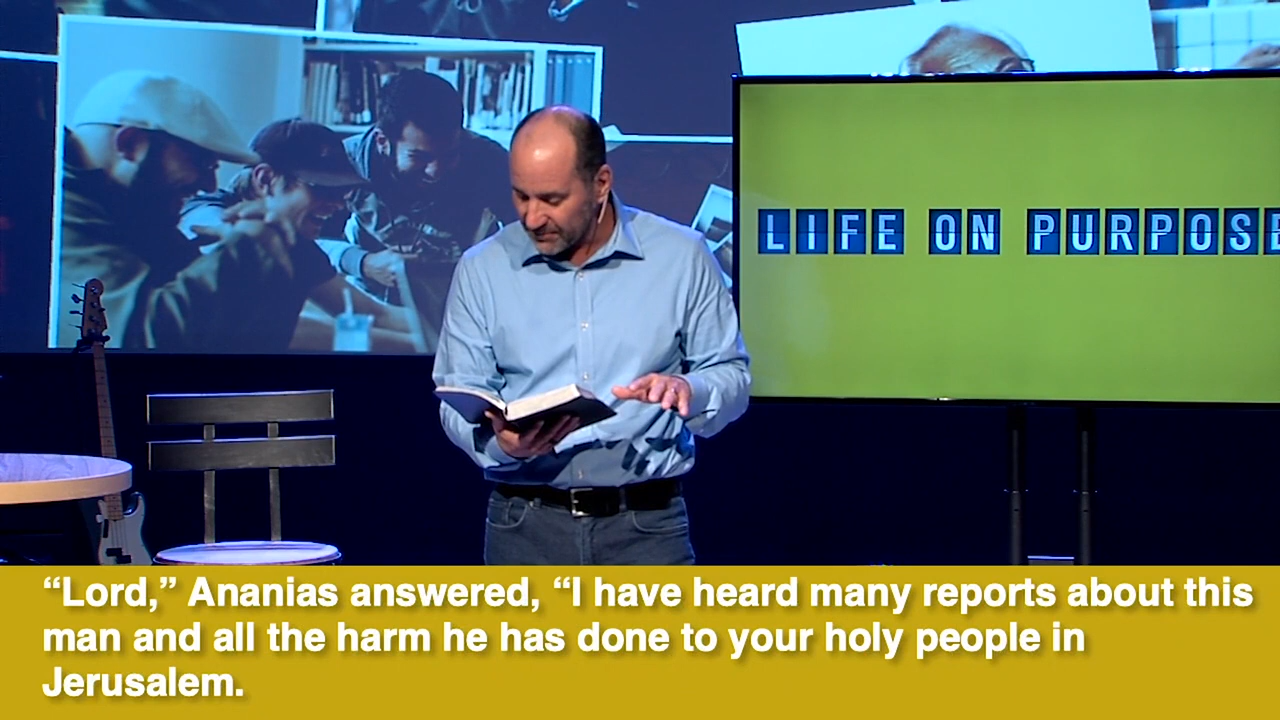 LIFE ON PURPOSE
“Lord,” Ananias answered, “I have heard many reports about this
man and all the harm he has done to your holy people in
Jerusalem.